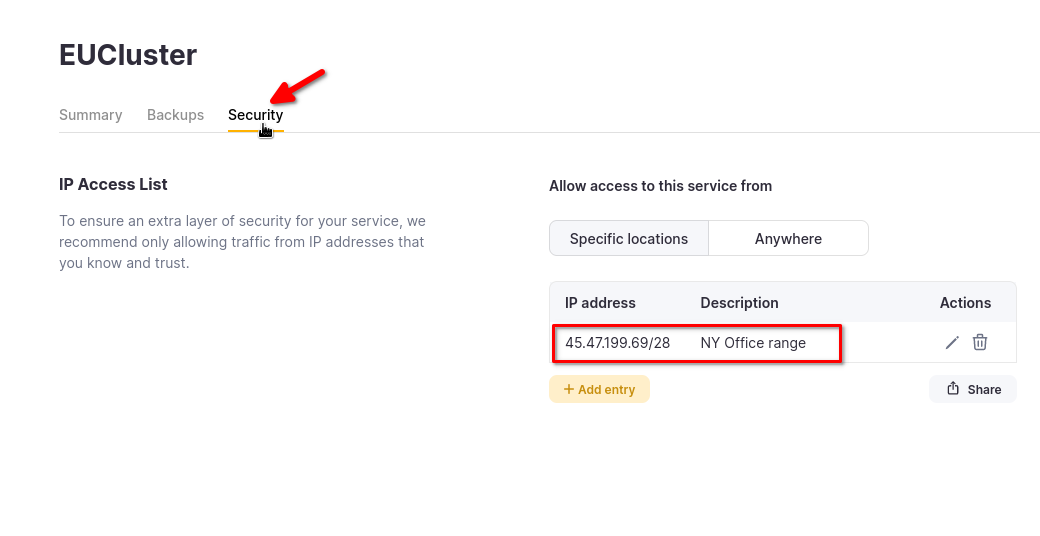 EUCluster
Summary Backups Security
IP Access List
To ensure an extra layer of security for your service, we
recommend only allowing traffic from IP addresses that
you know and trust.
Allow access to this service from
Specific locations Anywhere
IP address Description Actions
45.47.199.69/28 NY Office range
+ Add entry Share